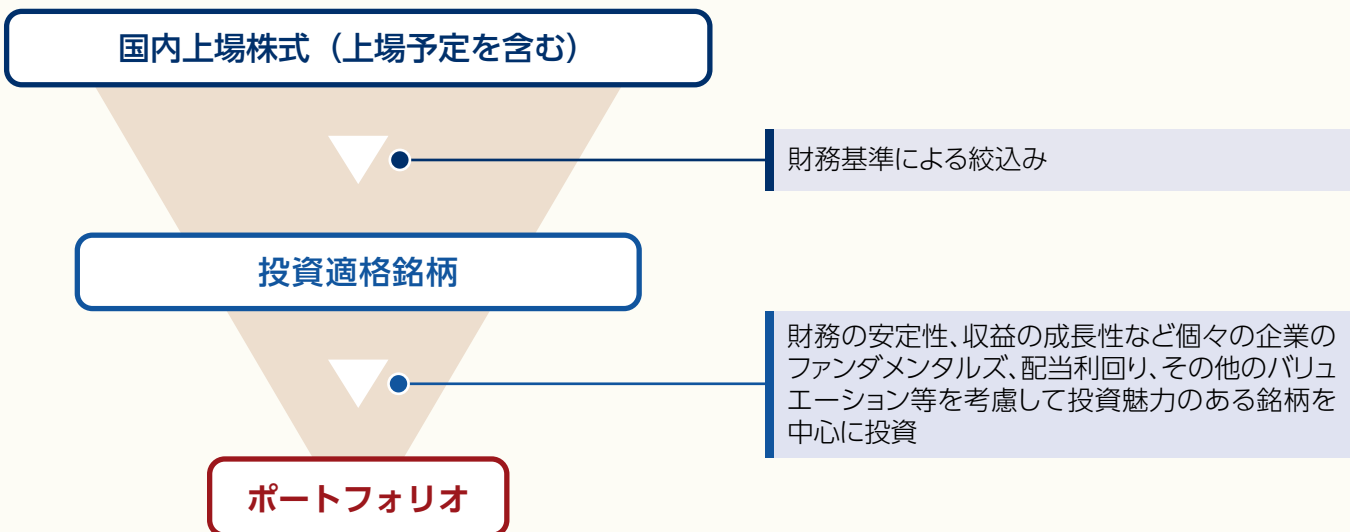 国内上場株式（上場予定を含む）
財務基準による絞込み
投資適格銘柄
財務の安定性、収益の成長性など個々の企業の
ファンダメンタルズ、配当利回り、その他のバリュ
エーション等を考慮して投資魅力のある銘柄を
中心に投資
ポートフォリオ